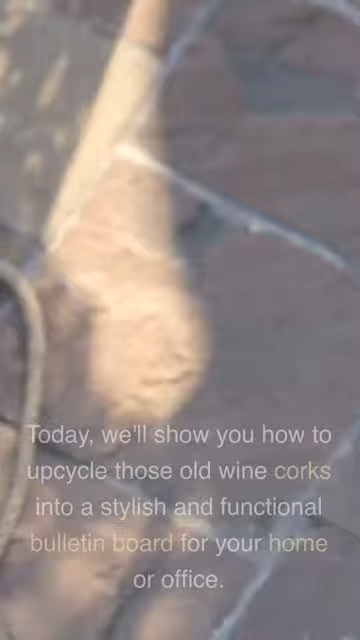 Today, we'll show you how to
upcycle those old wine corks
into a stylish and functional
bulletin board for your home
or office.